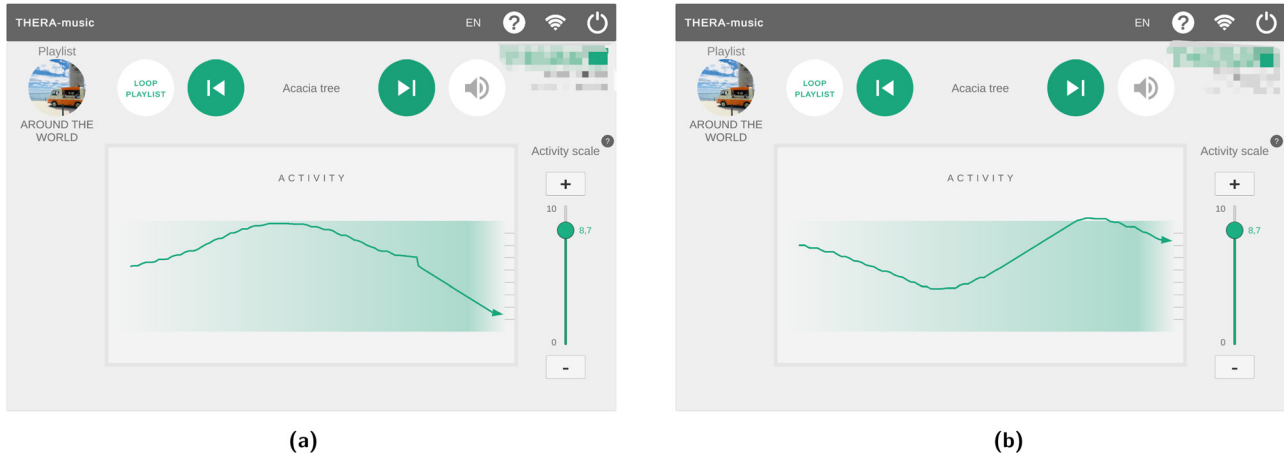 THERA-music EN ?
Playlist
LOOP
PLAYLIST
Acacia tree
AROUND THE
WORLD
?
Activity scale
ACTIVITY
+
10
8,7
0
-
(a)
THERA-music EN ?
Playlist
LOOP
PLAYLIST
Acacia tree
AROUND THE
WORLD
?
Activity scale
ACTIVITY
+
10
8,7
0
-
(b)